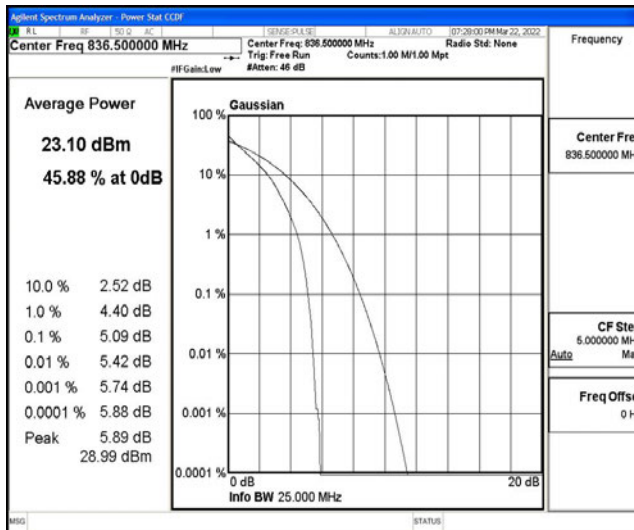 Agilent Spectrum Analyzer - Power Stat CCDF
RL RF 50 Ω AC SENSE:PULSE ALIGN AUTO 07:28:00 PM Mar 22, 2022
Center Freq 836.500000 MHz
Center Freq: 836.500000 MHz Radio Std: None
Trig: Free Run Counts:1.00 M/1.00 Mpt
#IFGain:Low #Atten: 46 dB
Average Power
23.10 dBm
45.88 % at 0dB
10.0 % 2.52 dB
1.0 % 4.40 dB
0.1 % 5.09 dB
0.01 % 5.42 dB
0.001 % 5.74 dB
0.0001 % 5.88 dB
Peak 5.89 dB
28.99 dBm
Gaussian
100 %
10 %
1 %
0.1 %
0.01 %
0.001 %
0.0001 %
0 dB 20 dB
Info BW 25.000 MHz
Frequency
Center Fre
836.500000 MH
CF Ste
5.000000 MH
Auto Ma
Freq Offs
0 H
MSG STATUS